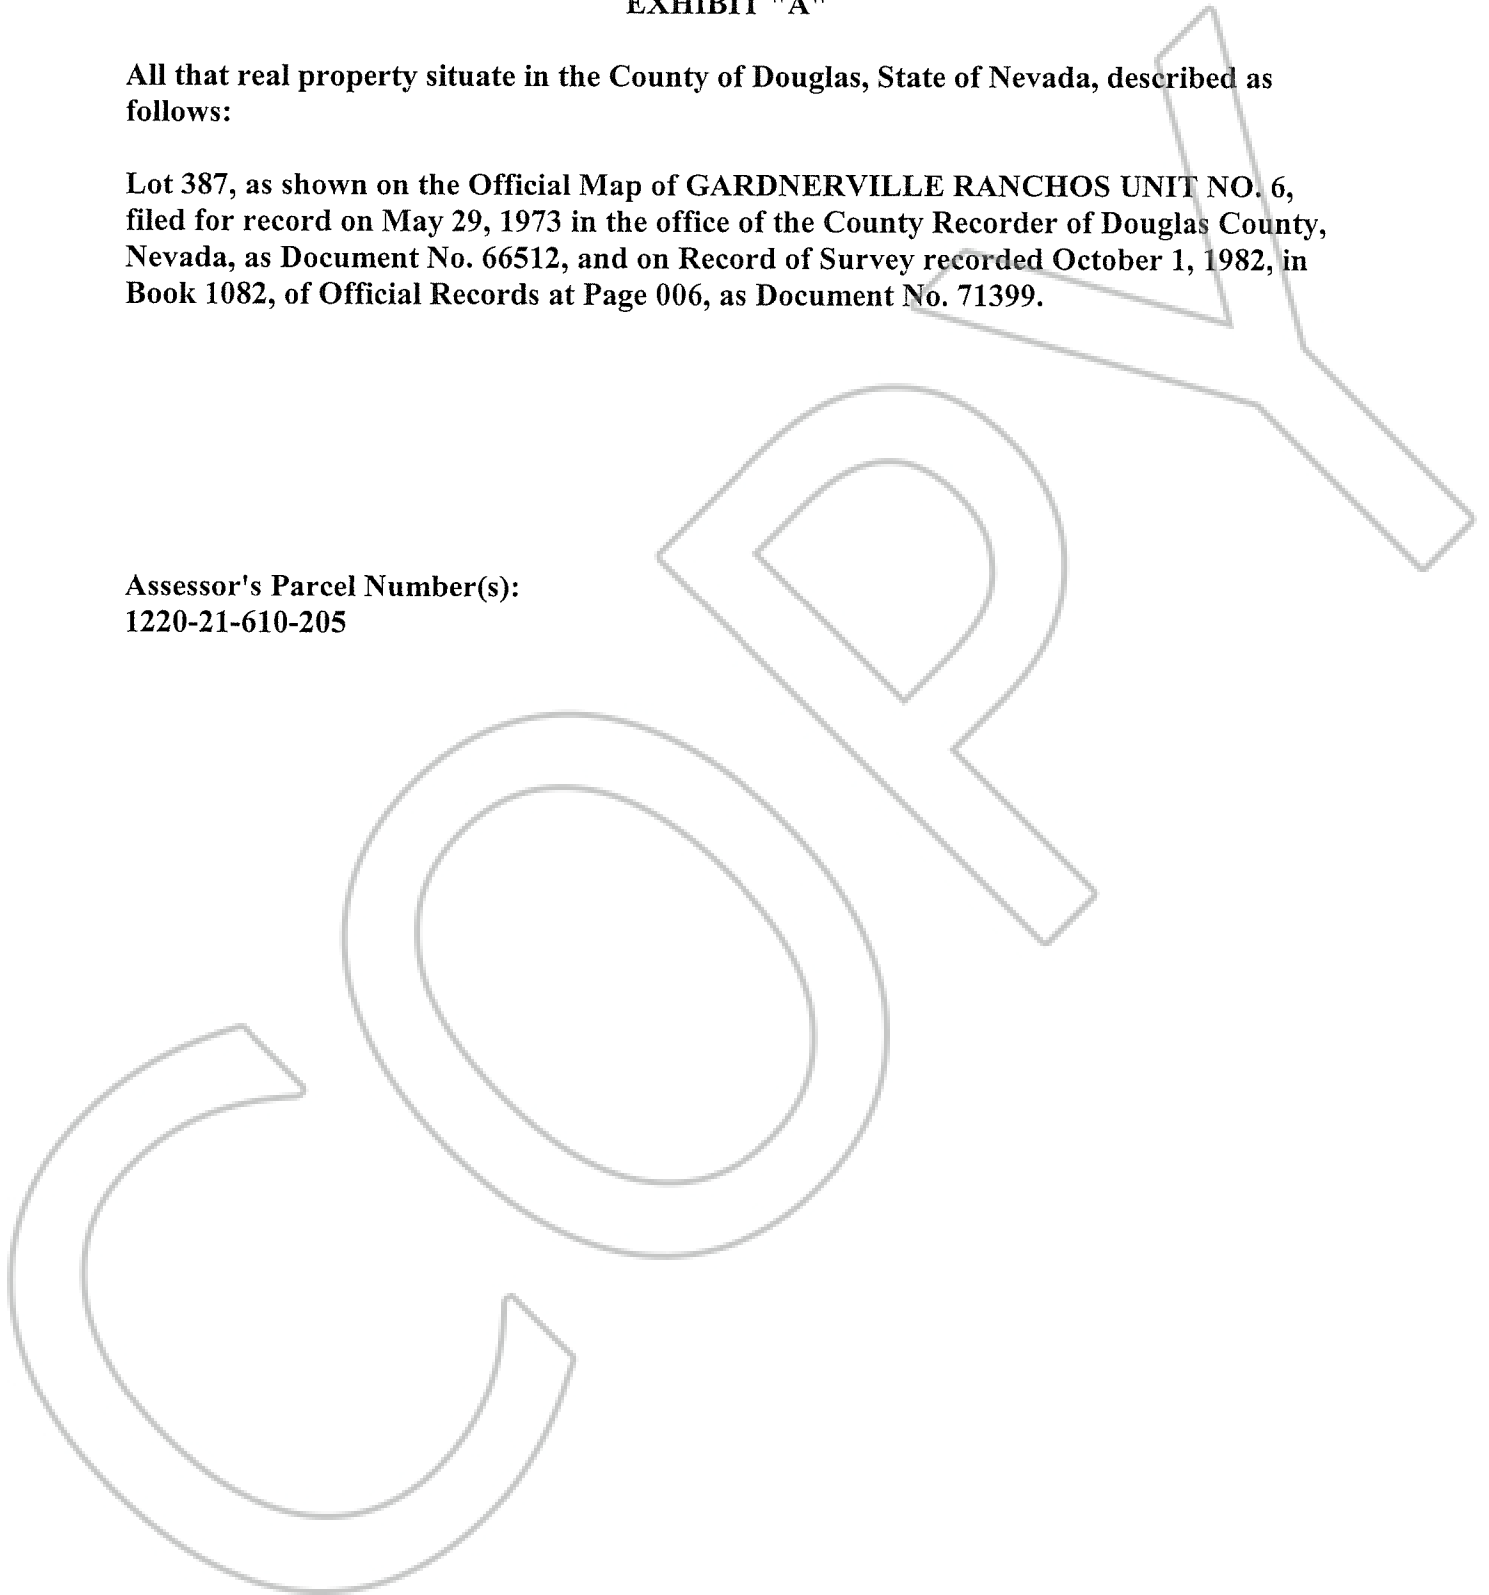 EXHIBIT "A"
All that real property situate in the County of Douglas, State of Nevada, described as
follows:
Lot 387, as shown on the Official Map of GARDNERVILLE RANCHOS UNIT NO. 6,
filed for record on May 29, 1973 in the office of the County Recorder of Douglas County,
Nevada, as Document No. 66512, and on Record of Survey recorded October 1, 1982, in
Book 1082, of Official Records at Page 006, as Document No. 71399.
Assessor's Parcel Number(s):
1220-21-610-205
COPY